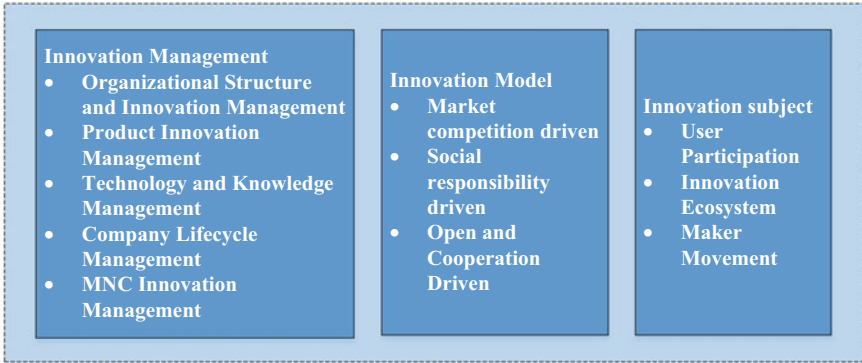 Innovation Management
• Organizational Structure
and Innovation Management
• Product Innovation
Management
• Technology and Knowledge
Management
• Company Lifecycle
Management
• MNC Innovation
Management
Innovation Model
• Market
competition driven
• Social
responsibility
driven
• Open and
Cooperation
Driven
Innovation subject
• User
Participation
• Innovation
Ecosystem
• Maker
Movement